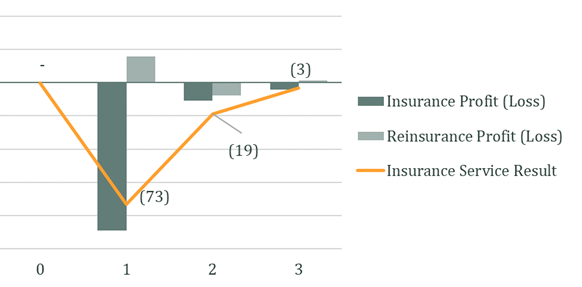 -
(3)
(19)
(73)
0 1 2 3
Insurance Profit (Loss)
Reinsurance Profit (Loss)
Insurance Service Result